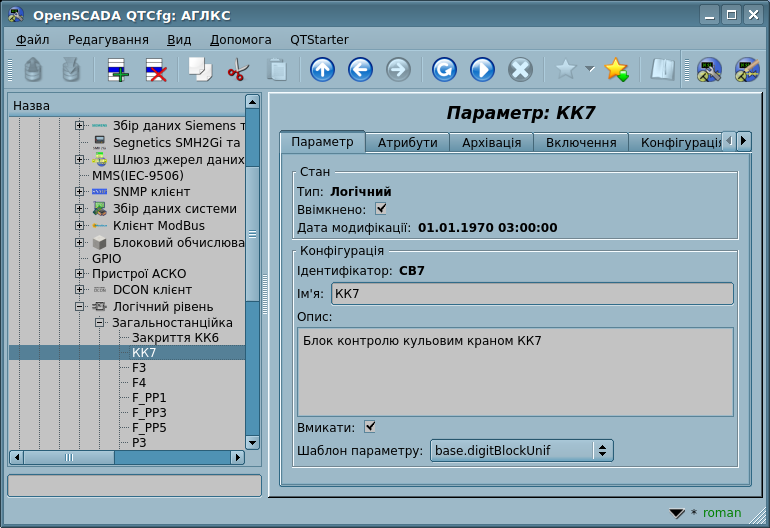 OpenSCADA QTCfg: АГЛКС
Файл Редагування Вид Допомога QTStarter
Назва
Збір даних Siemens т
Segnetics SMH2Gi та
Шлюз джерел даних
MMS(IEC-9506)
SNMP клієнт
Збір даних системи
Клієнт ModBus
Блоковий обчислюва
GPIO
Пристрої АСКО
DCON клієнт
Логічний рівень
Загальностанційка
Закриття КК6
КК7
F3
F4
F_PP1
F_PP3
F_PP5
P3
Параметр: КК7
Параметр Атрибути Архівація Включення Конфігурація
Стан
Тип: Логічний
Ввімкнено:
Дата модифікації: 01.01.1970 03:00:00
Конфігурація
Ідентифікатор: CB7
Ім'я: КК7
Опис:
Блок контролю кульовим краном КК7
Вмикати:
Шаблон параметру: base.digitBlockUnif
* roman